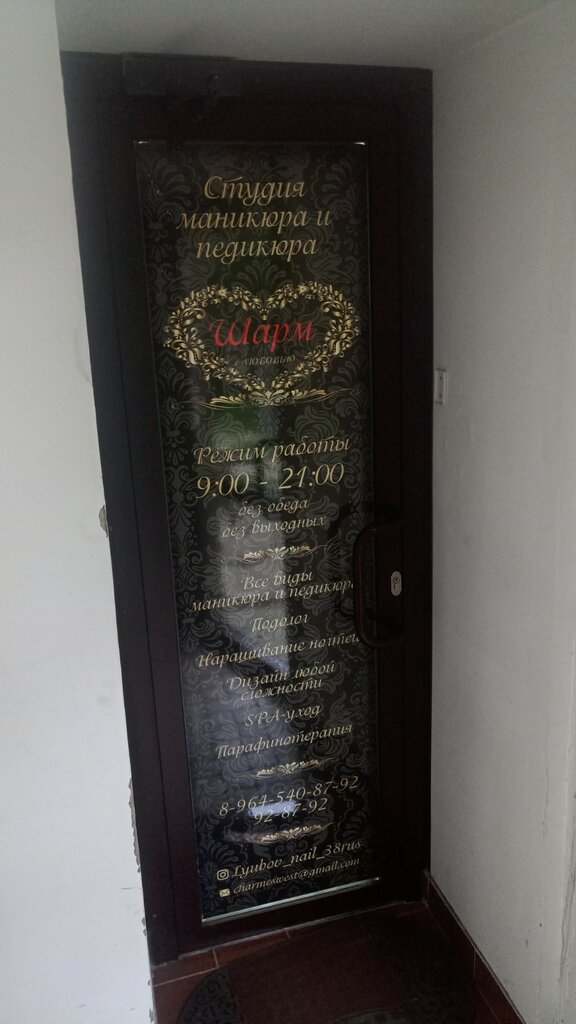 Студия
маникюра и
педикюра
Шарм
с ЛЮБОВЬЮ
Режим работы
9:00 - 21:00
без обеда
без выходных
Все виды
маникюра и педикюра
Подолог
Наращивание ногтей
Дизайн любой
сложности
SPA-уход
Парафинотерапия
8-964-540-87-92
92-87-92
Lyubov_nail_38rus
charmeswest@gmail.com